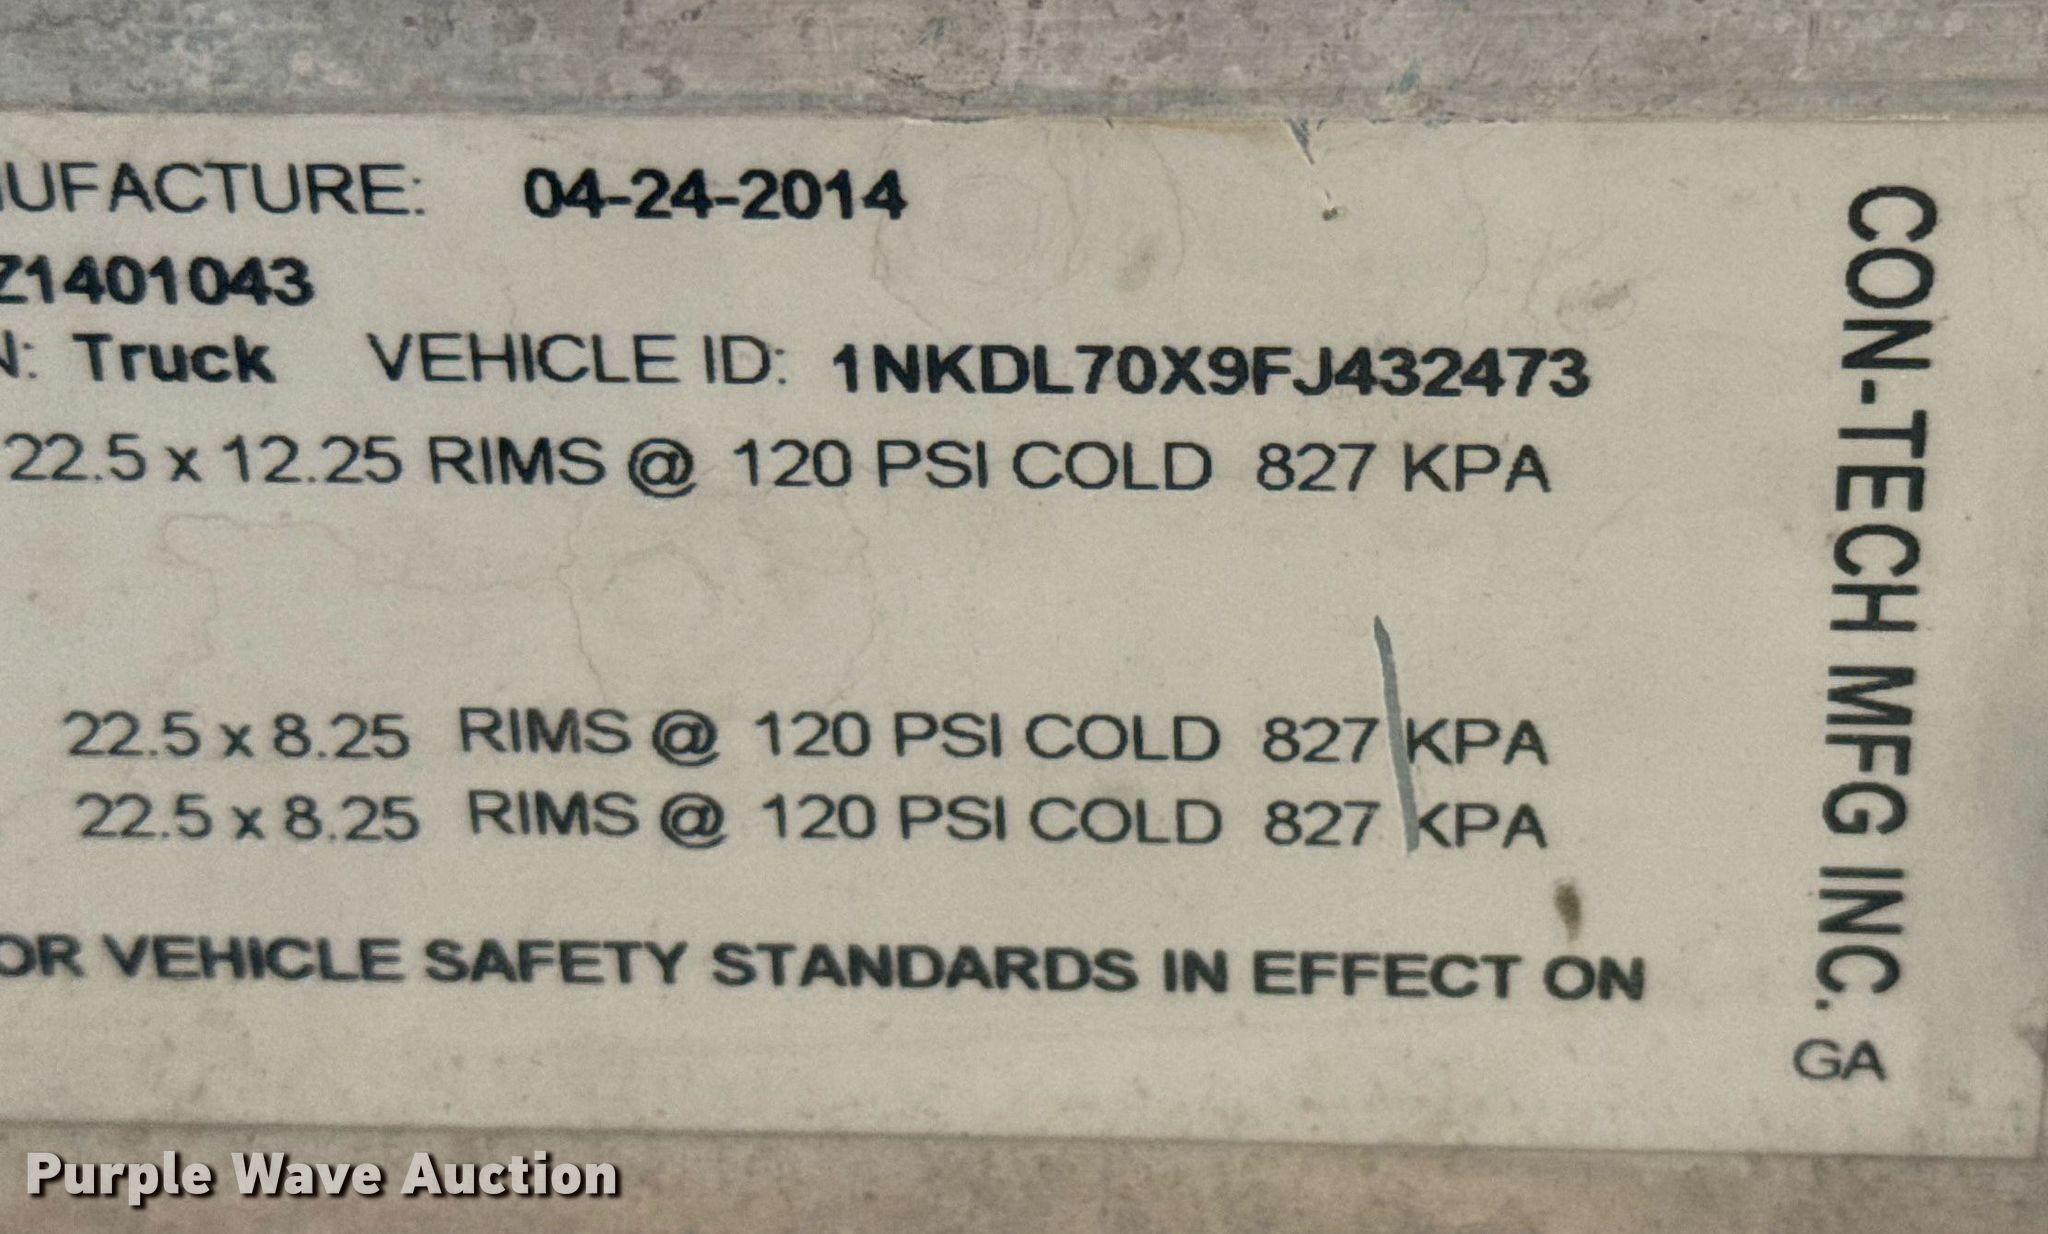 NUFACTURE: 04-24-2014
Z1401043
N: Truck VEHICLE ID: 1NKDL70X9FJ432473
22.5 x 12.25 RIMS @ 120 PSI COLD 827 KPA
22.5 x 8.25 RIMS @ 120 PSI COLD 827 KPA
22.5 x 8.25 RIMS @ 120 PSI COLD 827 KPA
OR VEHICLE SAFETY STANDARDS IN EFFECT ON
CON-TECH MFG INC.
GA
Purple Wave Auction